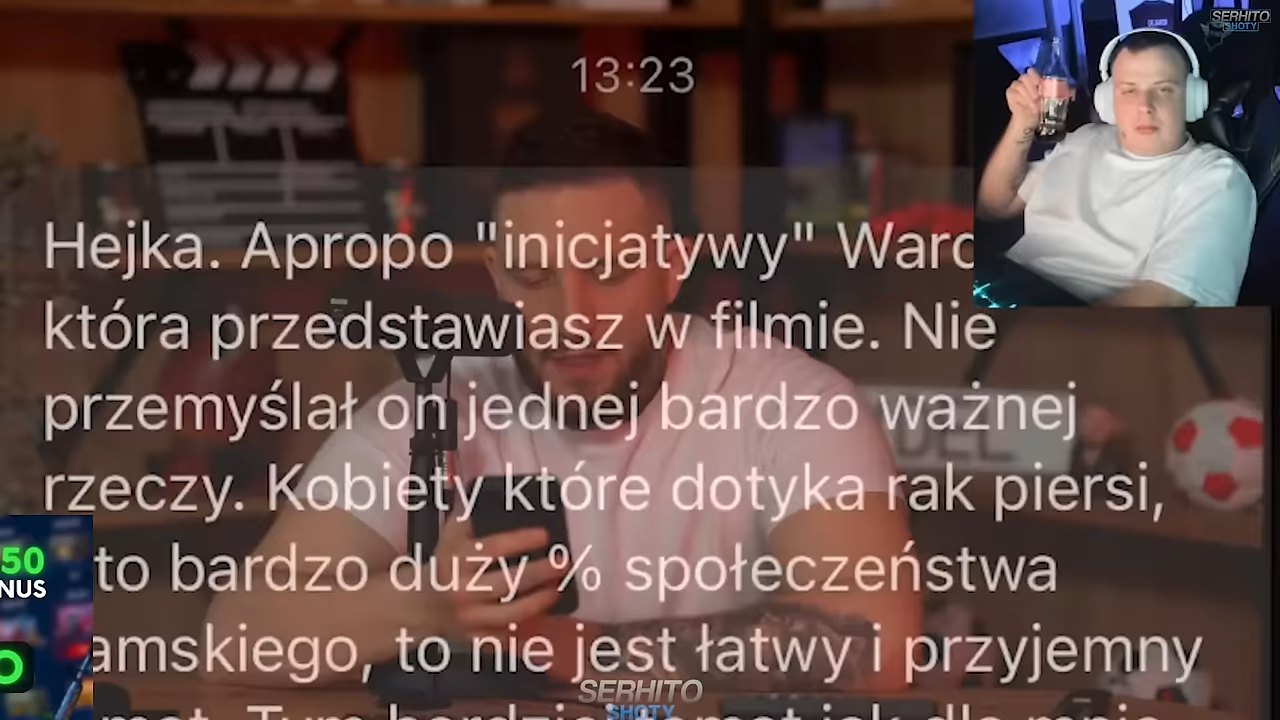 13:23
SERHITO
SHOTY
Hejka. Apropo "inicjatywy"
która przedstawiasz w filmie. Nie
przemyślał on jednej bardzo ważnej
rzeczy. Kobiety które dotyka rak piersi,
to bardzo duży % społeczeństwa
amskiego, to nie jest łatwy i przyjemny
50
NUS
SERHITO
SHOTY